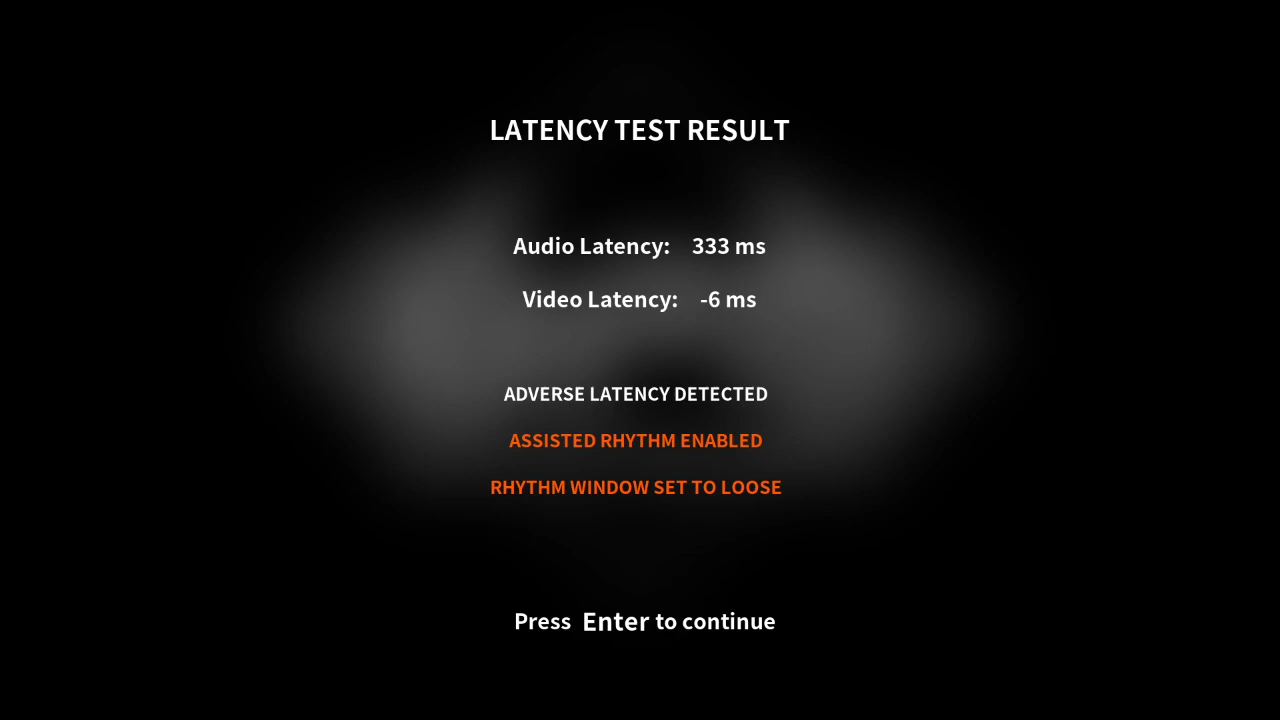 LATENCY TEST RESULT
Audio Latency: 333 ms
Video Latency: -6 ms
ADVERSE LATENCY DETECTED
ASSISTED RHYTHM ENABLED
RHYTHM WINDOW SET TO LOOSE
Press Enter to continue